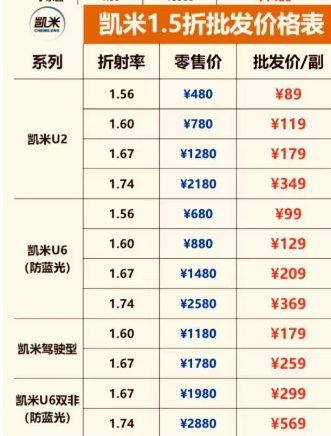 凯米
CHEMILENS
凯米1.5折批发价格表
系列 折射率 零售价 批发价/副
凯米U2
1.56 ¥480 ¥89
1.60 ¥780 ¥119
1.67 ¥1280 ¥179
1.74 ¥2180 ¥349
凯米U6
(防蓝光)
1.56 ¥680 ¥99
1.60 ¥880 ¥129
1.67 ¥1480 ¥209
1.74 ¥2580 ¥369
凯米驾驶型
1.60 ¥1180 ¥179
1.67 ¥1780 ¥259
凯米U6双非
(防蓝光)
1.67 ¥1980 ¥299
1.74 ¥2880 ¥569